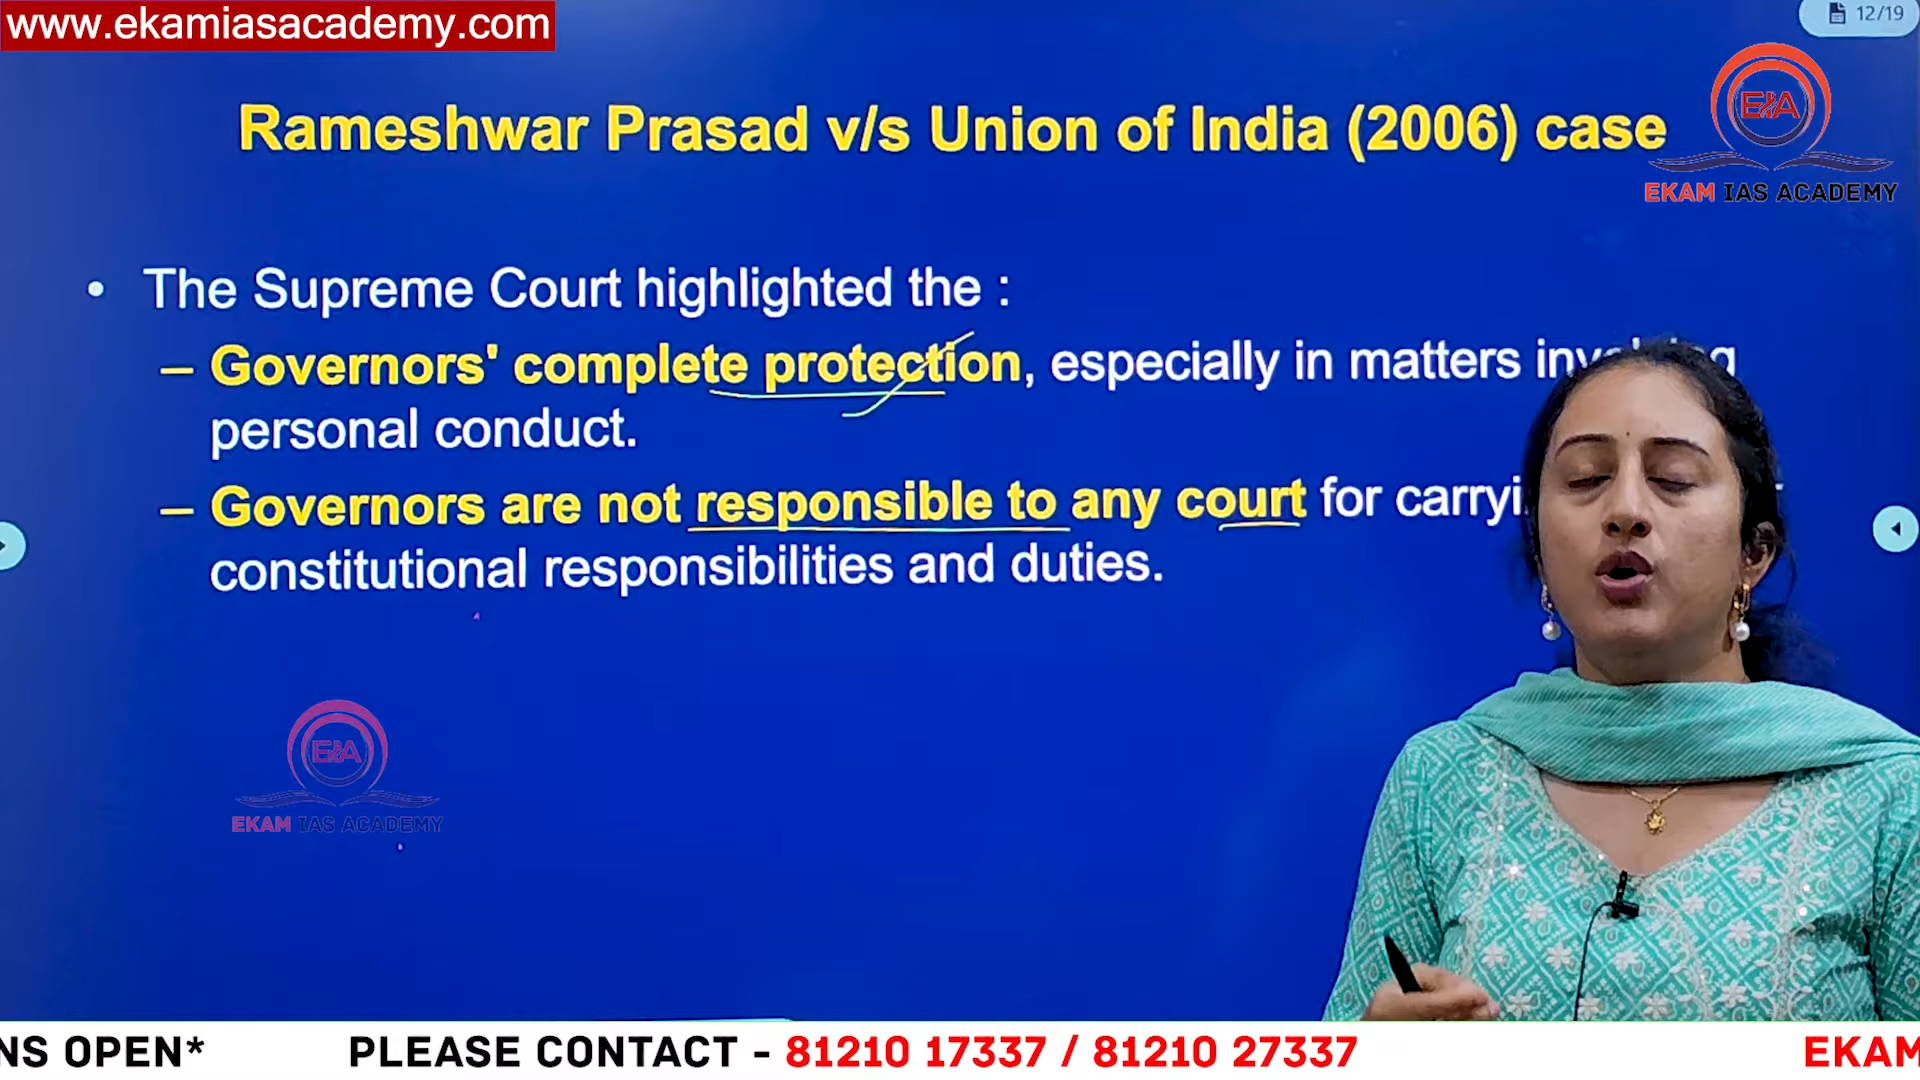 www.ekamiasacademy.com
12/19
Rameshwar Prasad v/s Union of India (2006) case
EKAM IAS ACADEMY
• The Supreme Court highlighted the :
– Governors' complete protection, especially in matters involving
personal conduct.
– Governors are not responsible to any court for
constitutional responsibilities and duties.
EKAM IAS ACADEMY
OPEN* PLEASE CONTACT - 81210 17337 / 81210 27337 EKAM